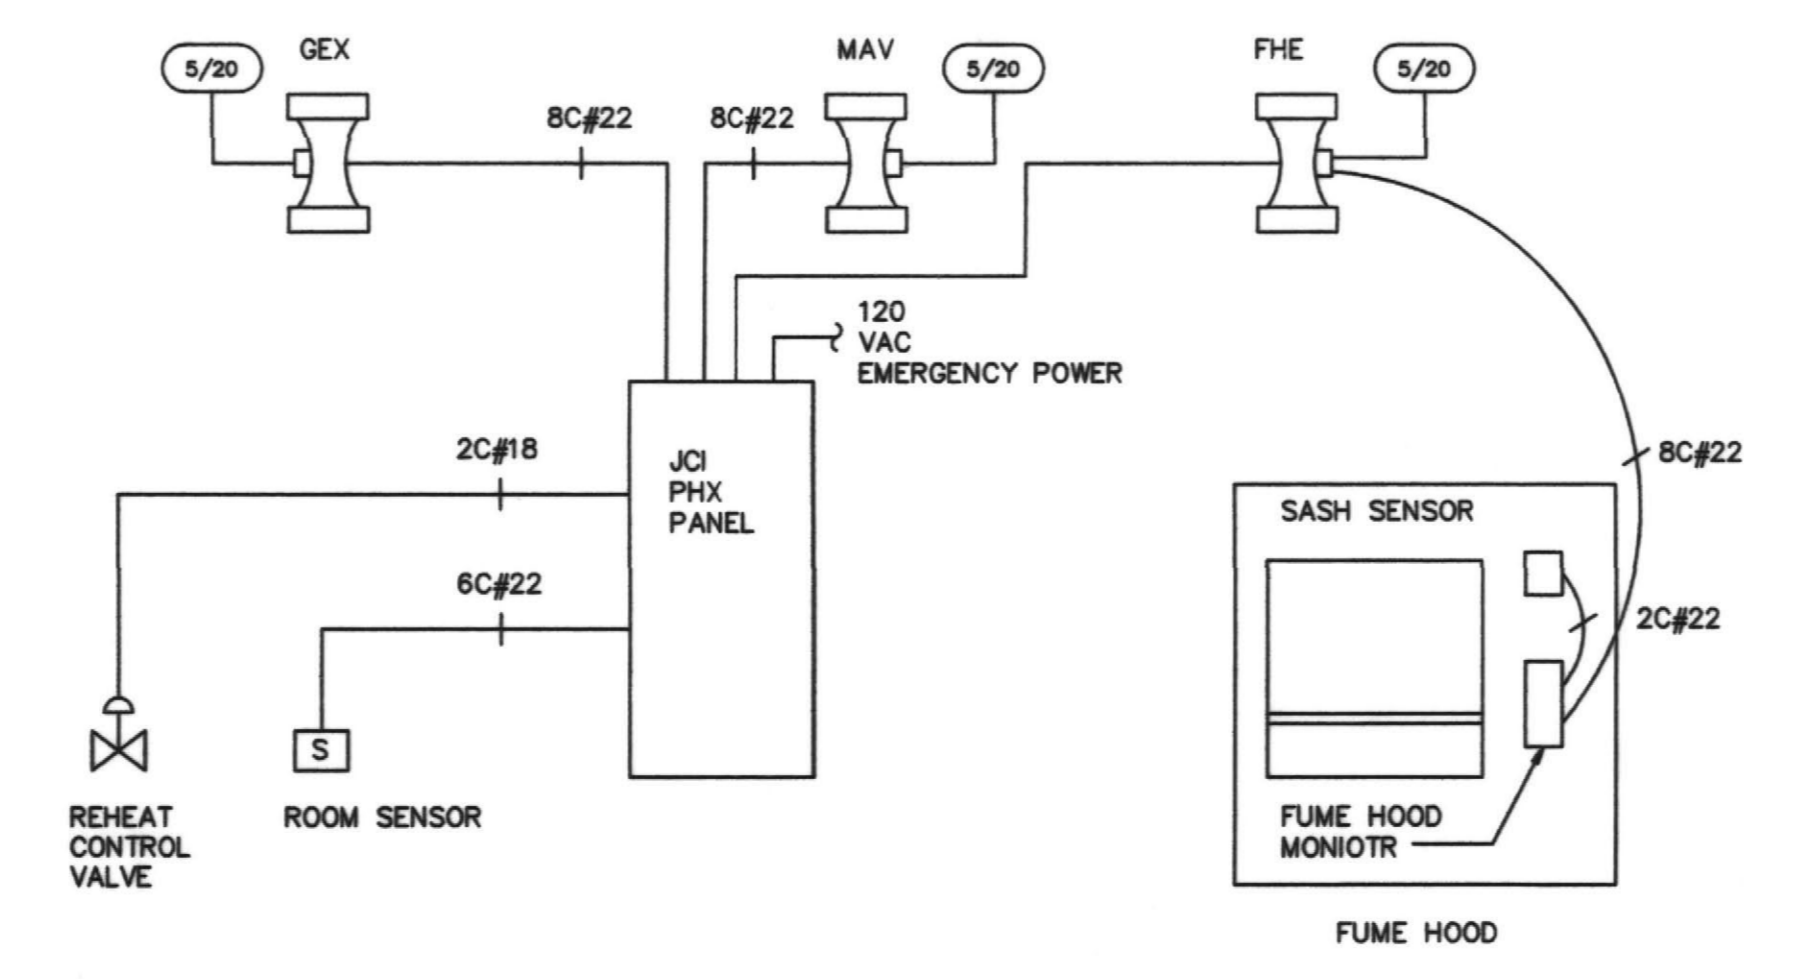 GEX
MAV
FHE
5/20
5/20
5/20
8C#22
8C#22
120
VAC
EMERGENCY POWER
2C#18
JCI
PHX
PANEL
8C#22
SASH SENSOR
6C#22
2C#22
S
REHEAT
CONTROL
VALVE
ROOM SENSOR
FUME HOOD
MONIOTR
FUME HOOD